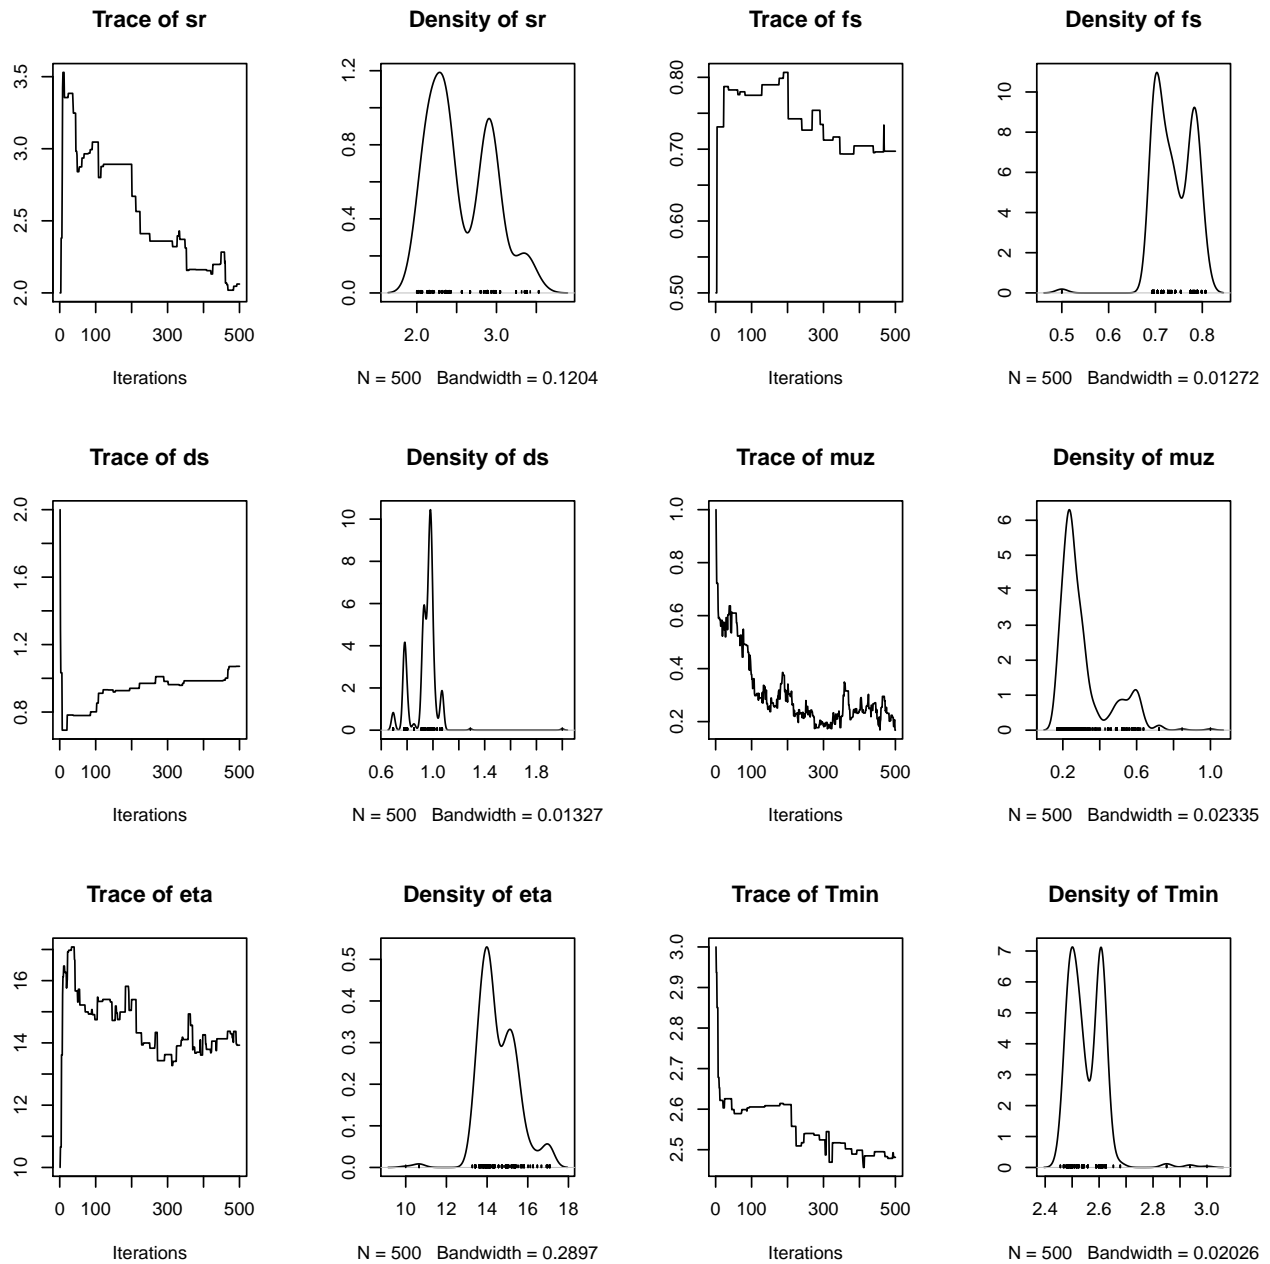 Trace of sr
3.5
3.0
2.5
2.0
0 100 300 500
Iterations
Density of sr
1.2
0.8
0.4
0.0
2.0 3.0
N = 500 Bandwidth = 0.1204
Trace of fs
0.80
0.70
0.60
0.50
0 100 300 500
Iterations
Density of fs
10
8
6
4
2
0
0.5 0.6 0.7 0.8
N = 500 Bandwidth = 0.01272
Trace of ds
2.0
1.6
1.2
0.8
0 100 300 500
Iterations
Density of ds
10
8
6
4
2
0
0.6 1.0 1.4 1.8
N = 500 Bandwidth = 0.01327
Trace of muz
1.0
0.8
0.6
0.4
0.2
0 100 300 500
Iterations
Density of muz
6
5
4
3
2
1
0
0.2 0.6 1.0
N = 500 Bandwidth = 0.02335
Trace of eta
16
14
12
10
0 100 300 500
Iterations
Density of eta
0.5
0.4
0.3
0.2
0.1
0.0
10 12 14 16 18
N = 500 Bandwidth = 0.2897
Trace of Tmin
3.0
2.9
2.8
2.7
2.6
2.5
0 100 300 500
Iterations
Density of Tmin
7
6
5
4
3
2
1
0
2.4 2.6 2.8 3.0
N = 500 Bandwidth = 0.02026